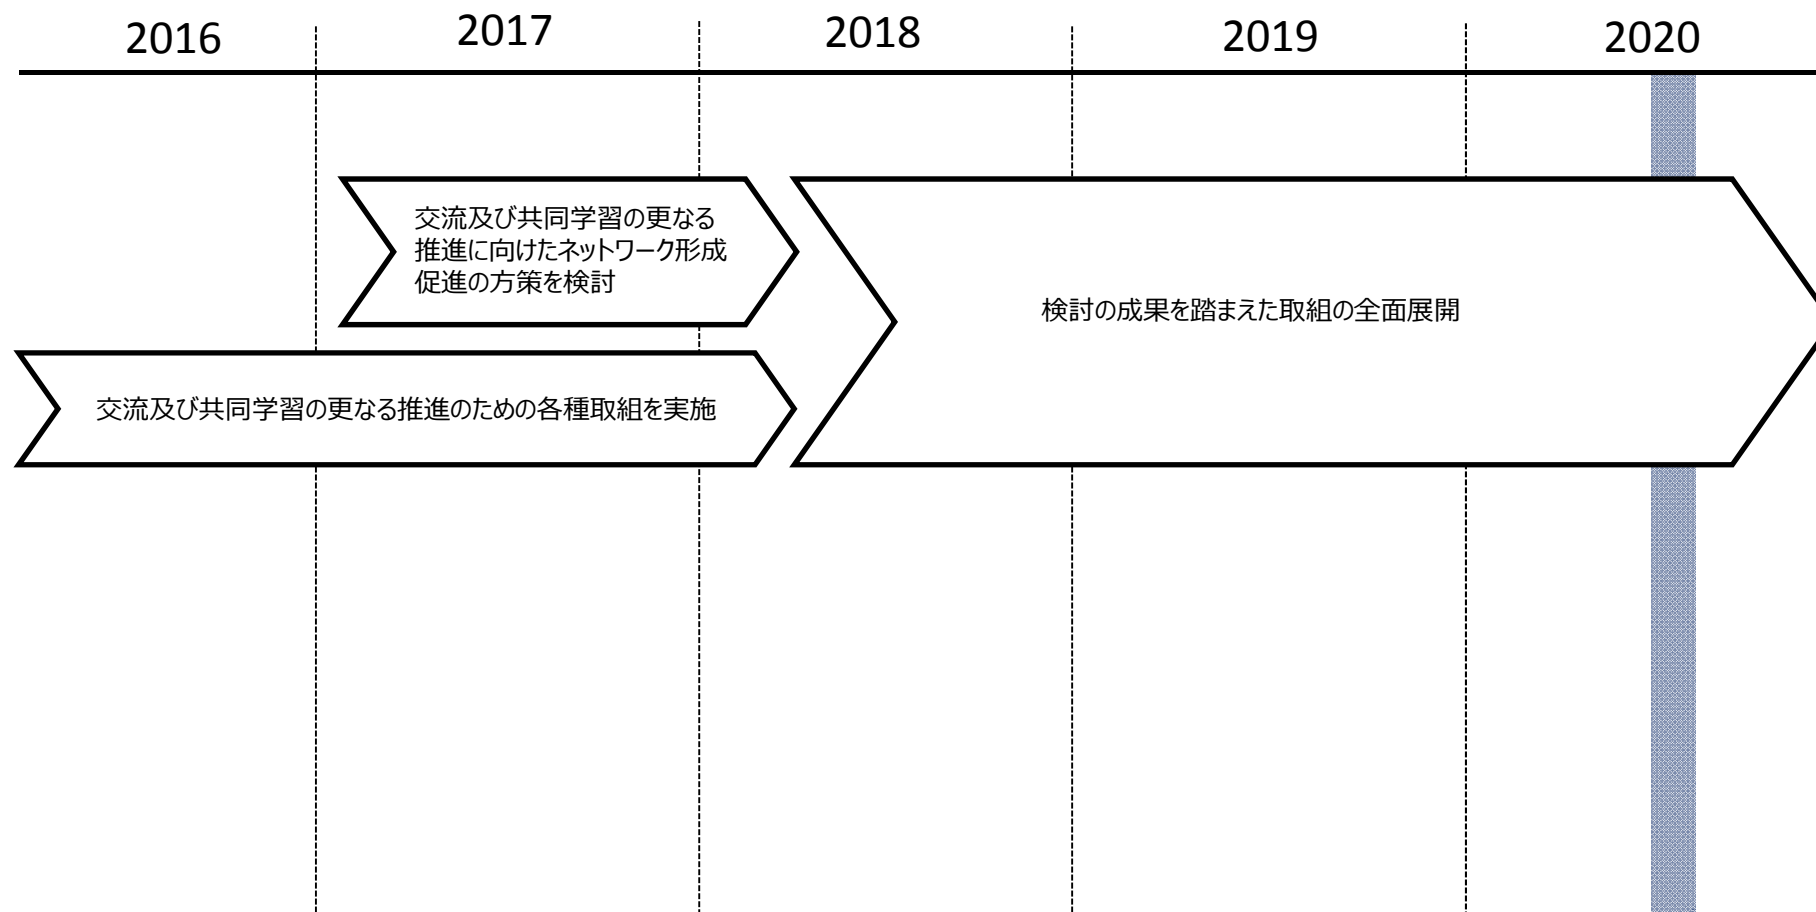 2016
2017
2018
2019
2020
交流及び共同学習の更なる
推進に向けたネットワーク形成
促進の方策を検討
検討の成果を踏まえた取組の全面展開
交流及び共同学習の更なる推進のための各種取組を実施